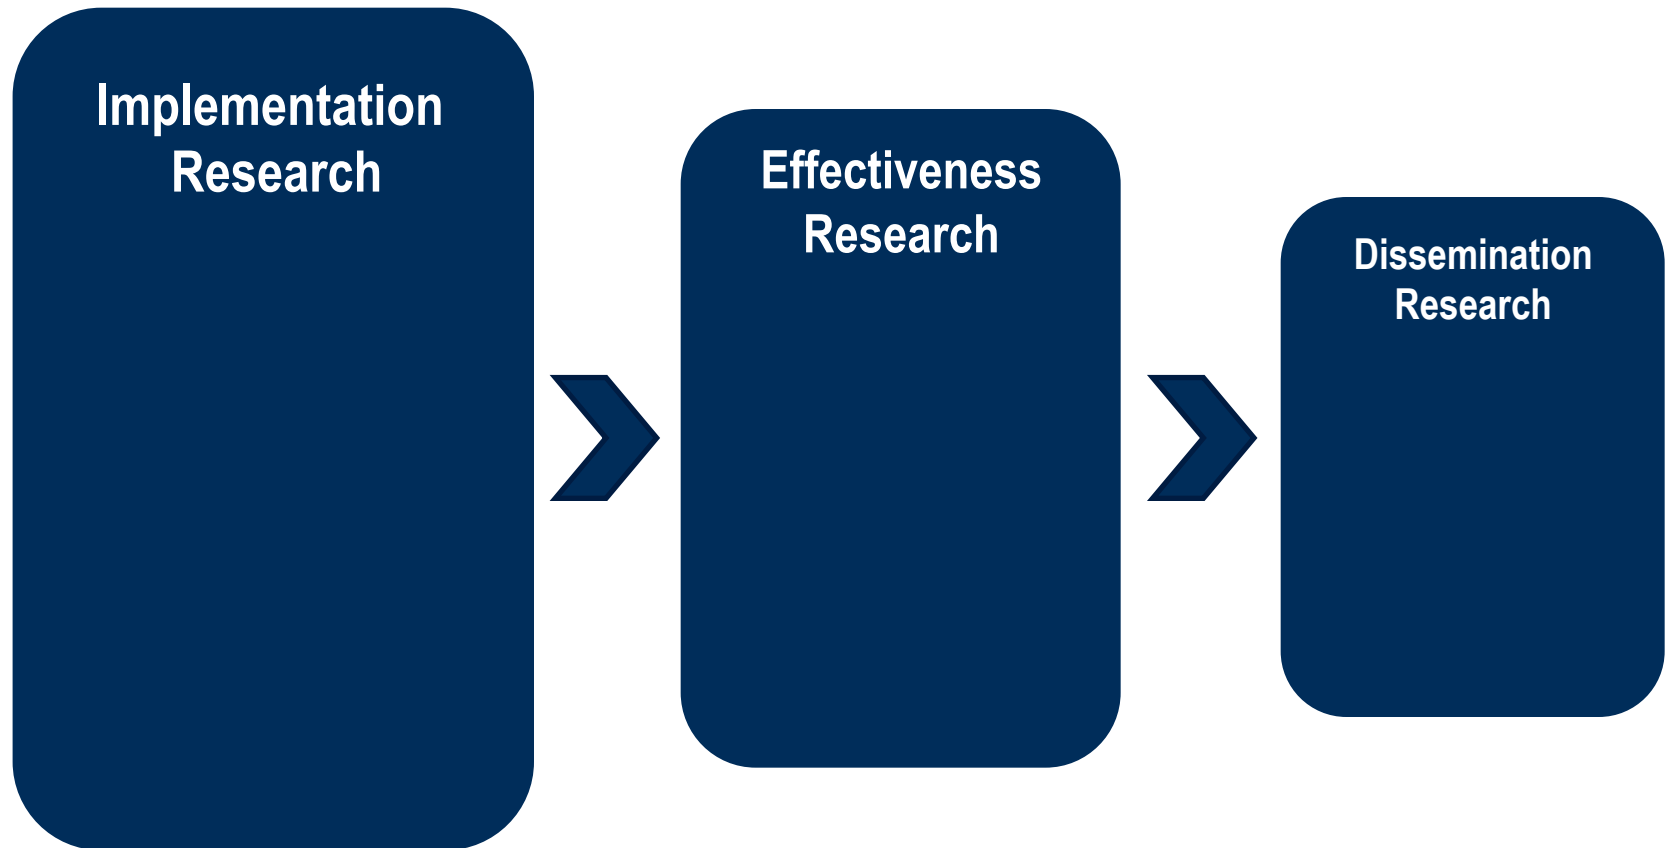 Implementation
Research
Effectiveness
Research
Dissemination
Research